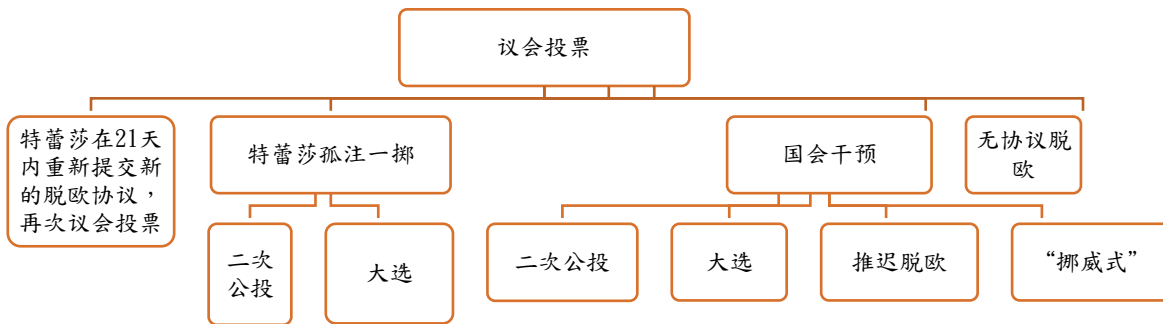 议会投票
特蕾莎在21天
内重新提交新
的脱欧协议，
再次议会投票
特蕾莎孤注一掷
国会干预
无协议脱
欧
二次
公投
大选
二次公投
大选
推迟脱欧
“挪威式”